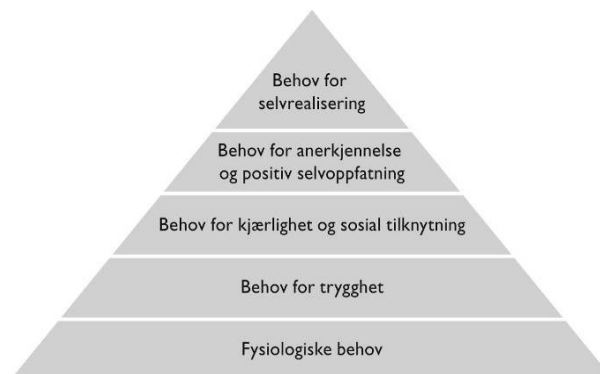 Behov for
selvrealisering
Behov for anerkjennelse
og positiv selvoppfatning
Behov for kjærlighet og sosial tilknytning
Behov for trygghet
Fysiologiske behov